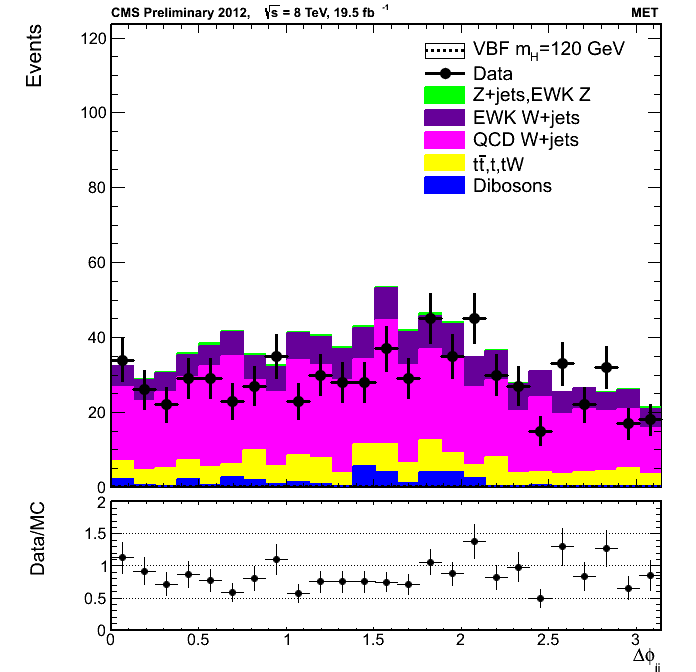 CMS Preliminary 2012, √s = 8 TeV, 19.5 fb⁻¹ MET
Events
120
100
80
60
40
20
0
VBF m_H=120 GeV
Data
Z+jets,EWK Z
EWK W+jets
QCD W+jets
tt̄,t,tW
Dibosons
Data/MC
2
1.5
1
0.5
0
0 0.5 1 1.5 2 2.5 3
Δϕ_jj